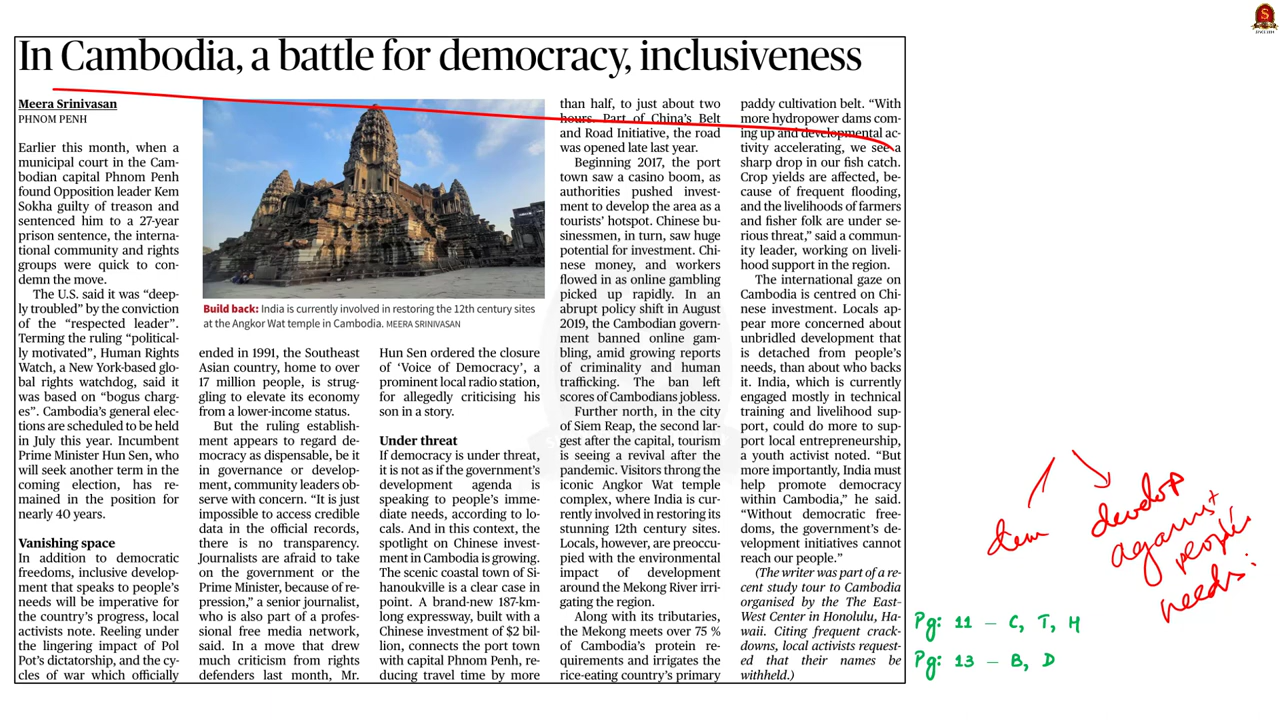 In Cambodia, a battle for democracy, inclusiveness
Meera Srinivasan
PHNOM PENH
Earlier this month, when a
municipal court in the Cam-
bodian capital Phnom Penh
found Opposition leader Kem
Sokha guilty of treason and
sentenced him to a 27-year
prison sentence, the interna-
tional community and rights
groups were quick to con-
demn the move.
The U.S. said it was “deep-
ly troubled” by the conviction
of the “respected leader”.
Terming the ruling “political-
ly motivated”, Human Rights
Watch, a New York-based glo-
bal rights watchdog, said it
was based on “bogus charg-
es”. Cambodia’s general elec-
tions are scheduled to be held
in July this year. Incumbent
Prime Minister Hun Sen, who
will seek another term in the
coming election, has re-
mained in the position for
nearly 40 years.
Vanishing space
In addition to democratic
freedoms, inclusive develop-
ment that speaks to people’s
needs will be imperative for
the country’s progress, local
activists note. Reeling under
the lingering impact of Pol
Pot’s dictatorship, and the cy-
cles of war which officially
Build back: India is currently involved in restoring the 12th century sites
at the Angkor Wat temple in Cambodia. MEERA SRINIVASAN
ended in 1991, the Southeast
Asian country, home to over
17 million people, is strug-
gling to elevate its economy
from a lower-income status.
But the ruling establish-
ment appears to regard de-
mocracy as dispensable, be it
in governance or develop-
ment, community leaders ob-
serve with concern. “It is just
impossible to access credible
data in the official records,
there is no transparency.
Journalists are afraid to take
on the government or the
Prime Minister, because of re-
pression,” a senior journalist,
who is also part of a profes-
sional free media network,
said. In a move that drew
much criticism from rights
defenders last month, Mr.
Hun Sen ordered the closure
of ‘Voice of Democracy’, a
prominent local radio station,
for allegedly criticising his
son in a story.
Under threat
If democracy is under threat,
it is not as if the government’s
development agenda is
speaking to people’s imme-
diate needs, according to lo-
cals. And in this context, the
spotlight on Chinese invest-
ment in Cambodia is growing.
The scenic coastal town of Si-
hanoukville is a clear case in
point. A brand-new 187-km-
long expressway, built with a
Chinese investment of $2 bil-
lion, connects the port town
with capital Phnom Penh, re-
ducing travel time by more
than half, to just about two
hours. Part of China’s Belt
and Road Initiative, the road
was opened late last year.
Beginning 2017, the port
town saw a casino boom, as
authorities pushed invest-
ment to develop the area as a
tourists’ hotspot. Chinese bu-
sinessmen, in turn, saw huge
potential for investment. Chi-
nese money, and workers
flowed in as online gambling
picked up rapidly. In an
abrupt policy shift in August
2019, the Cambodian govern-
ment banned online gam-
bling, amid growing reports
of criminality and human
trafficking. The ban left
scores of Cambodians jobless.
Further north, in the city
of Siem Reap, the second lar-
gest after the capital, tourism
is seeing a revival after the
pandemic. Visitors throng the
iconic Angkor Wat temple
complex, where India is cur-
rently involved in restoring its
stunning 12th century sites.
Locals, however, are preoccu-
pied with the environmental
impact of development
around the Mekong River irri-
gating the region.
Along with its tributaries,
the Mekong meets over 75 %
of Cambodia’s protein re-
quirements and irrigates the
rice-eating country’s primary
paddy cultivation belt. “With
more hydropower dams com-
ing up and developmental ac-
tivity accelerating, we see a
sharp drop in our fish catch.
Crop yields are affected, be-
cause of frequent flooding,
and the livelihoods of farmers
and fisher folk are under se-
rious threat,” said a commun-
ity leader, working on liveli-
hood support in the region.
The international gaze on
Cambodia is centred on Chi-
nese investment. Locals ap-
pear more concerned about
unbridled development that
is detached from people’s
needs, than about who backs
it. India, which is currently
engaged mostly in technical
training and livelihood sup-
port, could do more to sup-
port local entrepreneurship,
a youth activist noted. “But
more importantly, India must
help promote democracy
within Cambodia,” he said.
“Without democratic free-
doms, the government’s de-
velopment initiatives cannot
reach our people.”
(The writer was part of a re-
cent study tour to Cambodia
organised by the The East-
West Center in Honolulu, Ha-
waii. Citing frequent crack-
downs, local activists request-
ed that their names be
withheld.)
dem
develop
against
people's
needs.
Pg: 11 – C, T, H
Pg: 13 – B, D